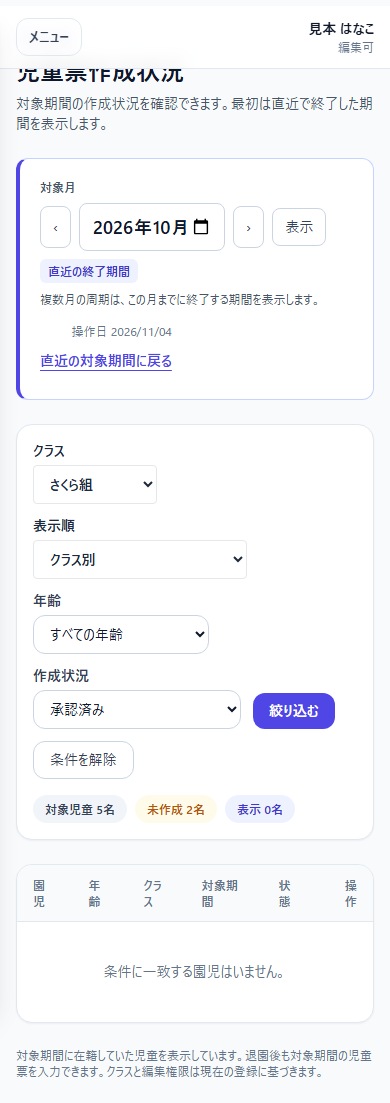 メニュー
見本 はなこ
編集可
児童票作成状況
対象期間の作成状況を確認できます。最初は直近で終了した期
間を表示します。
対象月
‹
2026年10月
›
表示
直近の終了期間
複数月の周期は、この月までに終了する期間を表示します。
操作日 2026/11/04
直近の対象期間に戻る
クラス
さくら組
表示順
クラス別
年齢
すべての年齢
作成状況
承認済み
絞り込む
条件を解除
対象児童 5名
未作成 2名
表示 0名
園児
年齢
クラス
対象期間
状態
操作
条件に一致する園児はいません。
対象期間に在籍していた児童を表示しています。退園後も対象期間の児童
票を入力できます。クラスと編集権限は現在の登録に基づきます。